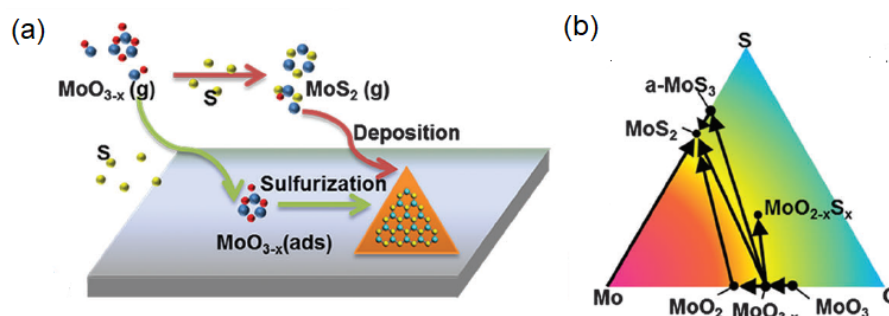 (a)
MoO₃₋ₓ (g)
S
MoS₂ (g)
Deposition
S
Sulfurization
MoO₃₋ₓ(ads)
(b)
S
a-MoS₃
MoS₂
MoO₂₋ₓSₓ
Mo
MoO₂
MoO₃